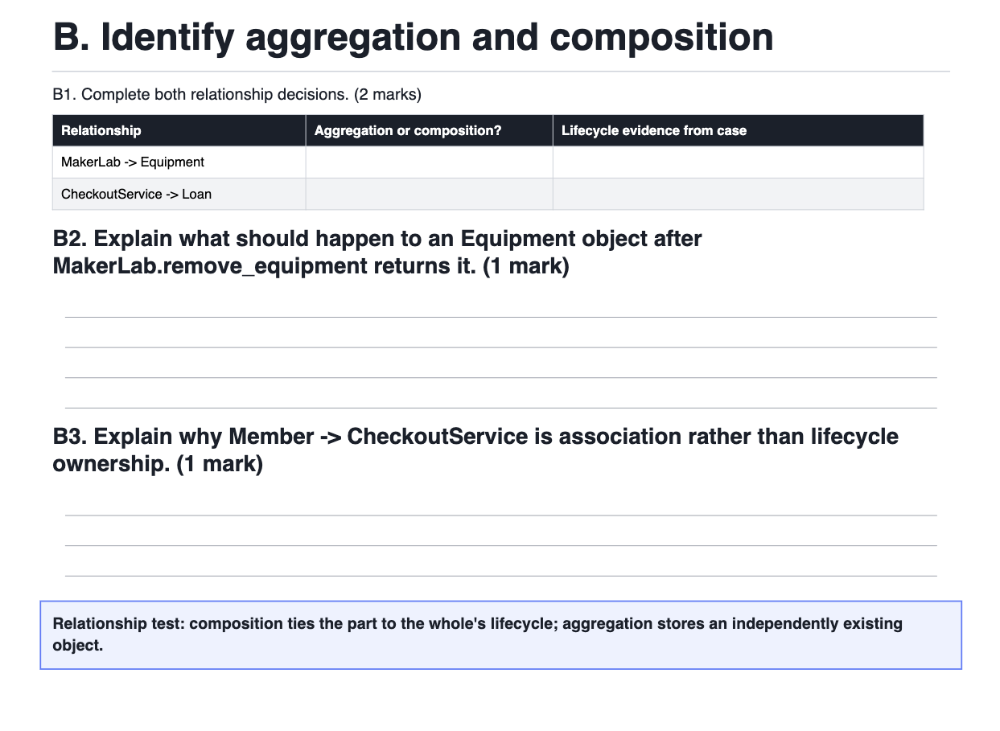 B. Identify aggregation and composition
B1. Complete both relationship decisions. (2 marks)
Relationship Aggregation or composition? Lifecycle evidence from case
MakerLab -> Equipment
CheckoutService -> Loan
B2. Explain what should happen to an Equipment object after
MakerLab.remove_equipment returns it. (1 mark)
B3. Explain why Member -> CheckoutService is association rather than lifecycle
ownership. (1 mark)
Relationship test: composition ties the part to the whole's lifecycle; aggregation stores an independently existing
object.